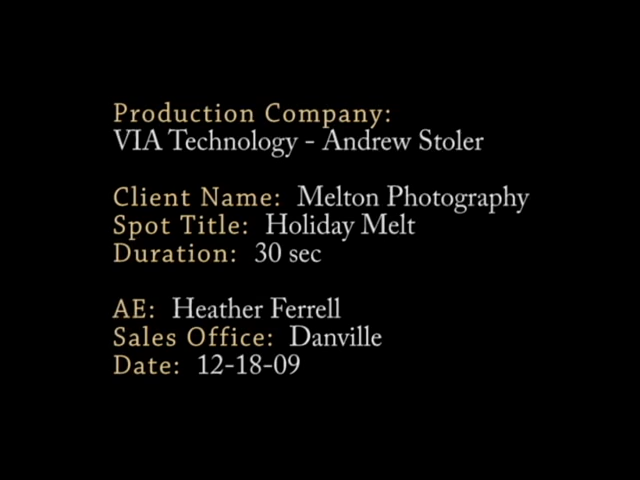 Production Company:
VIA Technology - Andrew Stoler
Client Name: Melton Photography
Spot Title: Holiday Melt
Duration: 30 sec
AE: Heather Ferrell
Sales Office: Danville
Date: 12-18-09